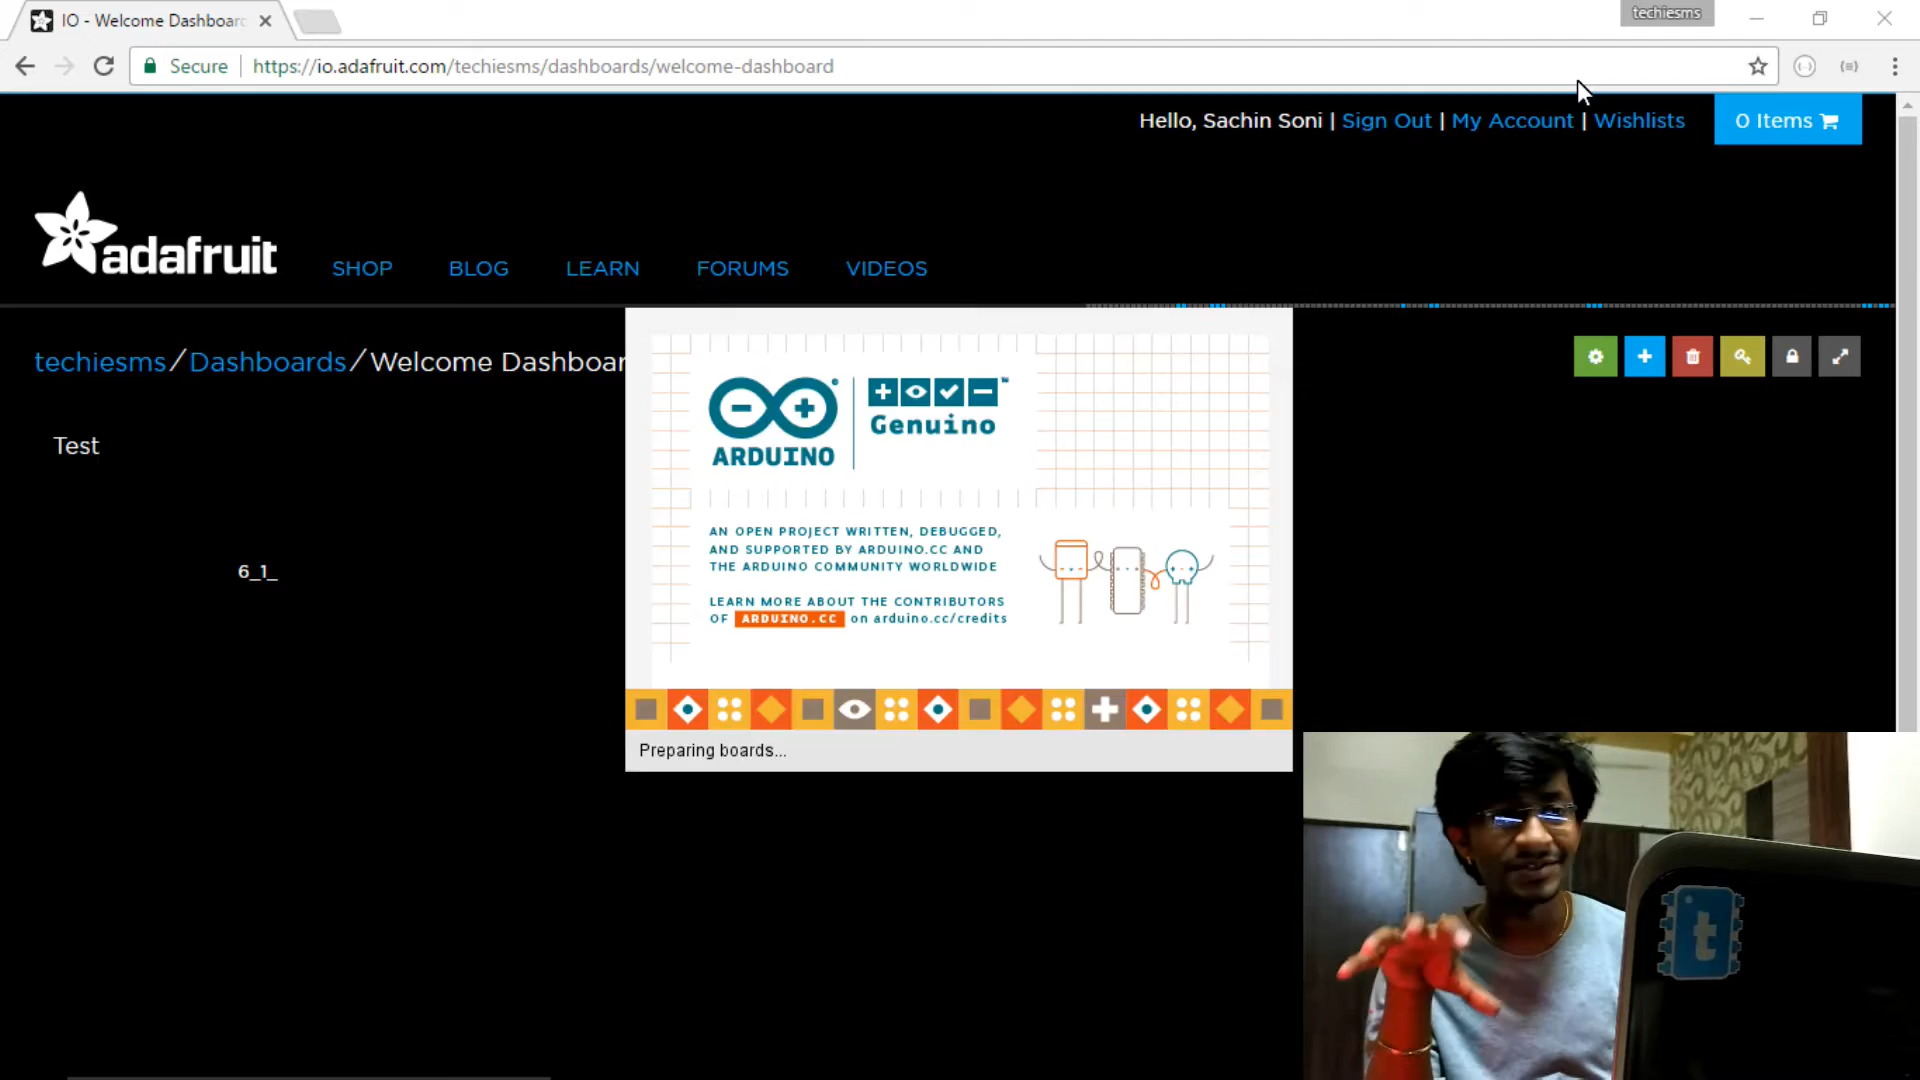 IO - Welcome Dashboar
techiesms
Secure
https://io.adafruit.com/techiesms/dashboards/welcome-dashboard
Hello, Sachin Soni | Sign Out | My Account | Wishlists
0 Items
adafruit
SHOP BLOG LEARN FORUMS VIDEOS
techiesms/Dashboards/Welcome Dashboar
Test
6_1_
ARDUINO
Genuino
TM
AN OPEN PROJECT WRITTEN, DEBUGGED,
AND SUPPORTED BY ARDUINO.CC AND
THE ARDUINO COMMUNITY WORLDWIDE
LEARN MORE ABOUT THE CONTRIBUTORS
OF ARDUINO.CC on arduino.cc/credits
Preparing boards...
t